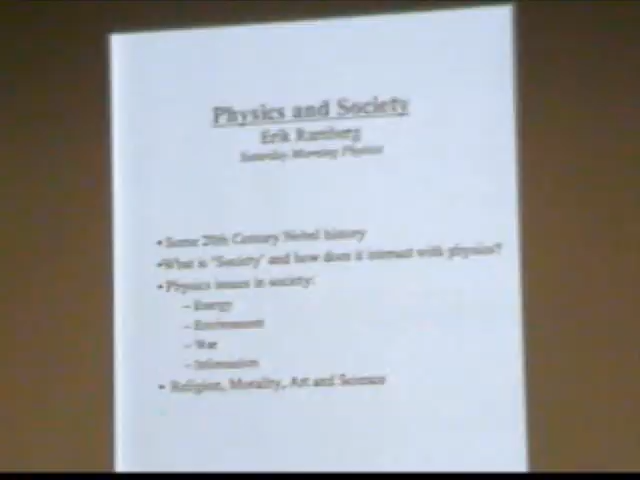 Physics and Society
Erik Ramberg
Saturday Morning Physics
• Some 20th Century Nobel history
• What is 'Society' and how does it interact with physics?
• Physics issues in society:
– Energy
– Environment
– War
– Information
• Religion, Morality, Art and Science